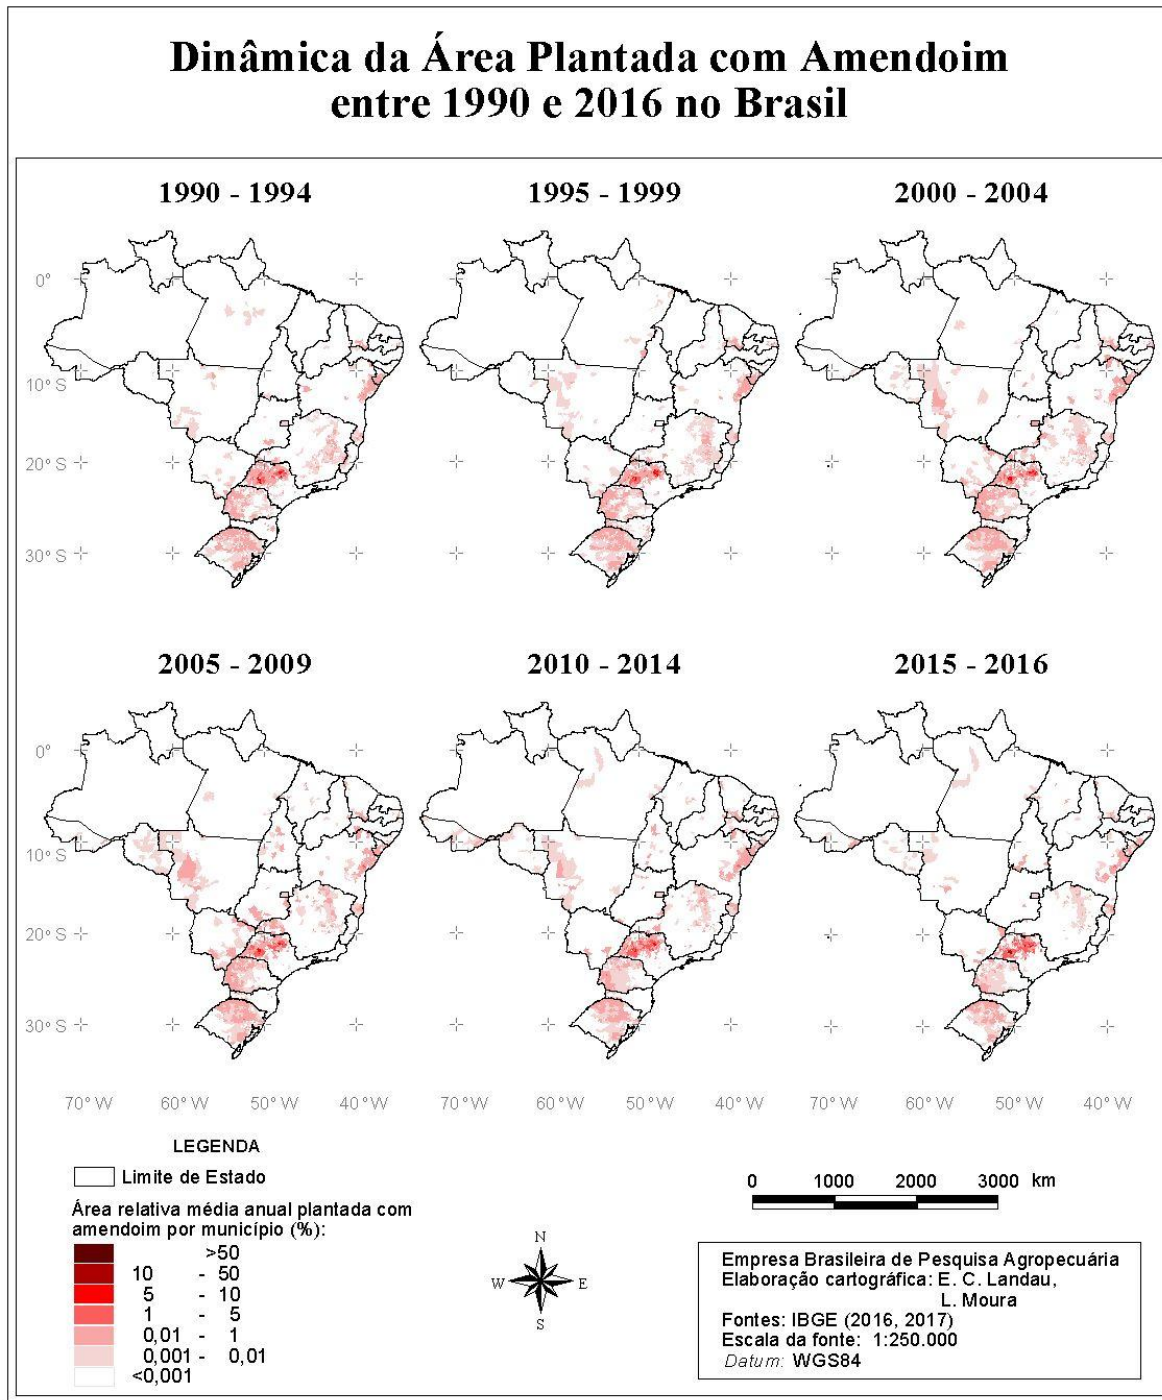 Dinâmica da Área Plantada com Amendoim
entre 1990 e 2016 no Brasil
1990 - 1994
1995 - 1999
2000 - 2004
0°
10° S
20° S
30° S
2005 - 2009
2010 - 2014
2015 - 2016
0°
10° S
20° S
30° S
70° W 60° W 50° W 40° W 70° W 60° W 50° W 40° W 70° W 60° W 50° W 40° W
LEGENDA
Limite de Estado
Área relativa média anual plantada com
amendoim por município (%):
>50
10 - 50
5 - 10
1 - 5
0,01 - 1
0,001 - 0,01
<0,001
N
W E
S
0 1000 2000 3000 km
Empresa Brasileira de Pesquisa Agropecuária
Elaboração cartográfica: E. C. Landau,
L. Moura
Fontes: IBGE (2016, 2017)
Escala da fonte: 1:250.000
Datum: WGS84